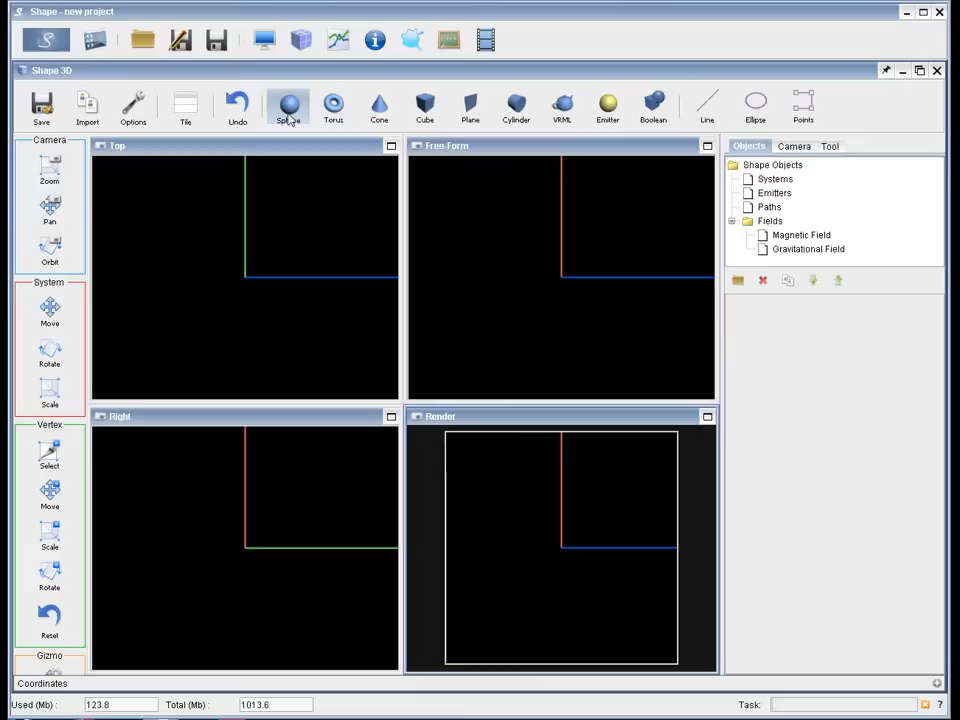 Shape - new project
Shape 3D
Save Import Options Tile Undo Sphere Torus Cone Cube Plane Cylinder VRML Emitter Boolean Line Ellipse Points
Camera
Zoom
Pan
Orbit
System
Move
Rotate
Scale
Vertex
Select
Move
Scale
Rotate
Reset
Gizmo
Top
Free-Form
Right
Render
Objects Camera Tool
Shape Objects
Systems
Emitters
Paths
Fields
Magnetic Field
Gravitational Field
Coordinates
Used (Mb) : 123.8 Total (Mb) : 1013.6 Task: ?